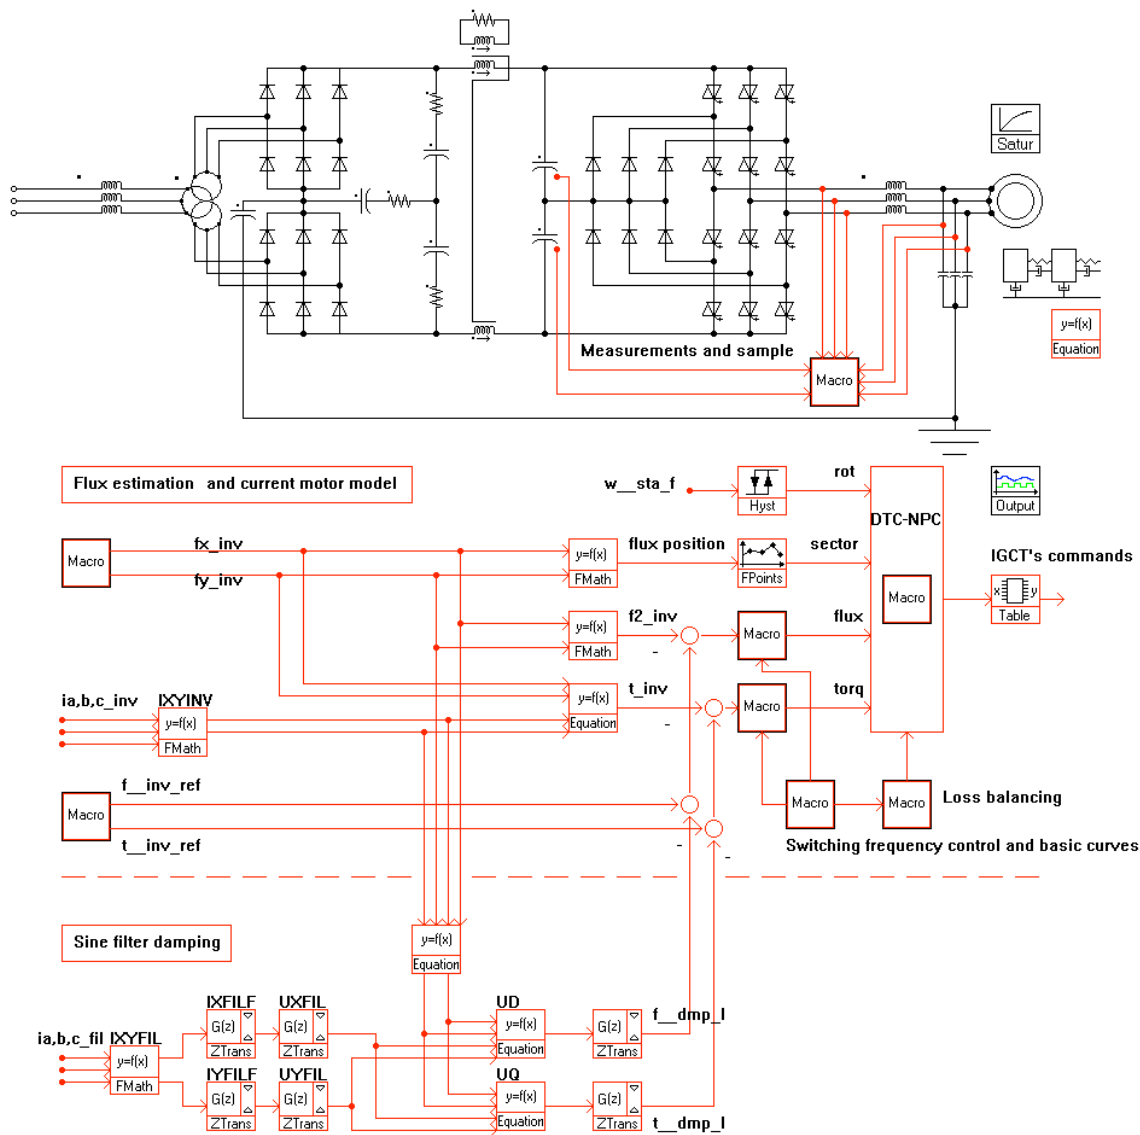 Satur
y=f(x)
Equation
Measurements and sample
Macro
Flux estimation and current motor model
w__sta_f
Hyst
rot
DTC-NPC
Output
IGCT's commands
Macro
fx_inv
fy_inv
y=f(x)
FMath
flux position
FPoints
sector
Macro
x y
Table
y=f(x)
FMath
f2_inv
-
Macro
flux
ia,b,c_inv
IXYINV
y=f(x)
FMath
y=f(x)
Equation
t_inv
-
Macro
torq
Macro
f__inv_ref
t__inv_ref
Macro
Macro
Loss balancing
Switching frequency control and basic curves
-
-
Sine filter damping
y=f(x)
Equation
ia,b,c_fil
IXYFIL
y=f(x)
FMath
IXFILF
G(z)
ZTrans
UXFIL
G(z)
ZTrans
UD
y=f(x)
Equation
G(z)
ZTrans
f__dmp_l
IYFILF
G(z)
ZTrans
UYFIL
G(z)
ZTrans
UQ
y=f(x)
Equation
G(z)
ZTrans
t__dmp_l